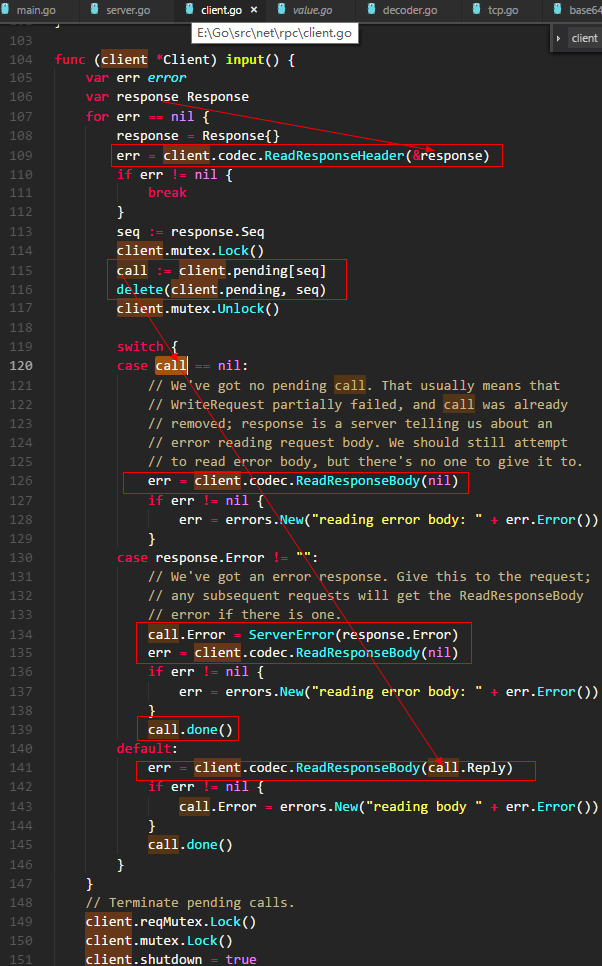 main.go server.go client.go × value.go decoder.go tcp.go base64
E:\Go\src\net\rpc\client.go
client
103
104 func (client *Client) input() {
105 var err error
106 var response Response
107 for err == nil {
108 response = Response{}
109 err = client.codec.ReadResponseHeader(&response)
110 if err != nil {
111 break
112 }
113 seq := response.Seq
114 client.mutex.Lock()
115 call := client.pending[seq]
116 delete(client.pending, seq)
117 client.mutex.Unlock()
118
119 switch {
120 case call == nil:
121 // We've got no pending call. That usually means that
122 // WriteRequest partially failed, and call was already
123 // removed; response is a server telling us about an
124 // error reading request body. We should still attempt
125 // to read error body, but there's no one to give it to.
126 err = client.codec.ReadResponseBody(nil)
127 if err != nil {
128 err = errors.New("reading error body: " + err.Error())
129 }
130 case response.Error != "":
131 // We've got an error response. Give this to the request;
132 // any subsequent requests will get the ReadResponseBody
133 // error if there is one.
134 call.Error = ServerError(response.Error)
135 err = client.codec.ReadResponseBody(nil)
136 if err != nil {
137 err = errors.New("reading error body: " + err.Error())
138 }
139 call.done()
140 default:
141 err = client.codec.ReadResponseBody(call.Reply)
142 if err != nil {
143 call.Error = errors.New("reading body " + err.Error())
144 }
145 call.done()
146 }
147 }
148 // Terminate pending calls.
149 client.reqMutex.Lock()
150 client.mutex.Lock()
151 client.shutdown = true